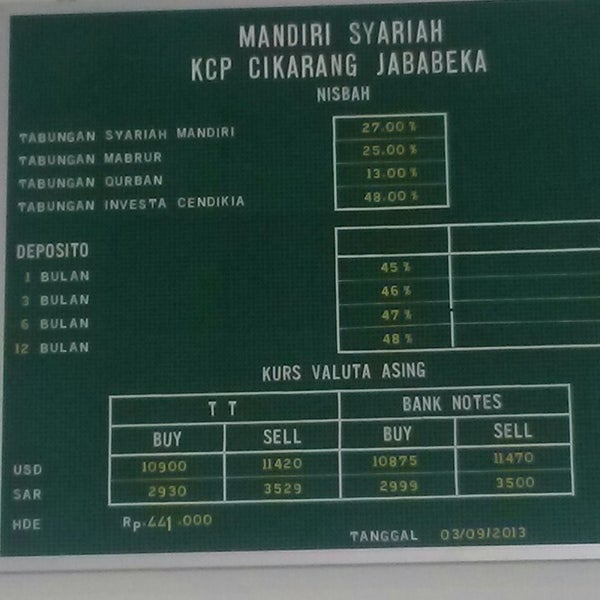 MANDIRI SYARIAH
KCP CIKARANG JABABEKA
NISBAH
TABUNGAN SYARIAH MANDIRI 27.00 %
TABUNGAN MABRUR 25.00 %
TABUNGAN QURBAN 13.00 %
TABUNGAN INVESTA CENDIKIA 48.00 %
DEPOSITO
1 BULAN 45 %
3 BULAN 46 %
6 BULAN 47 %
12 BULAN 48 %
KURS VALUTA ASING
T T BANK NOTES
BUY SELL BUY SELL
USD 10900 11420 10875 11470
SAR 2930 3529 2999 3500
HDE Rp.441.000
TANGGAL 03/09/2013